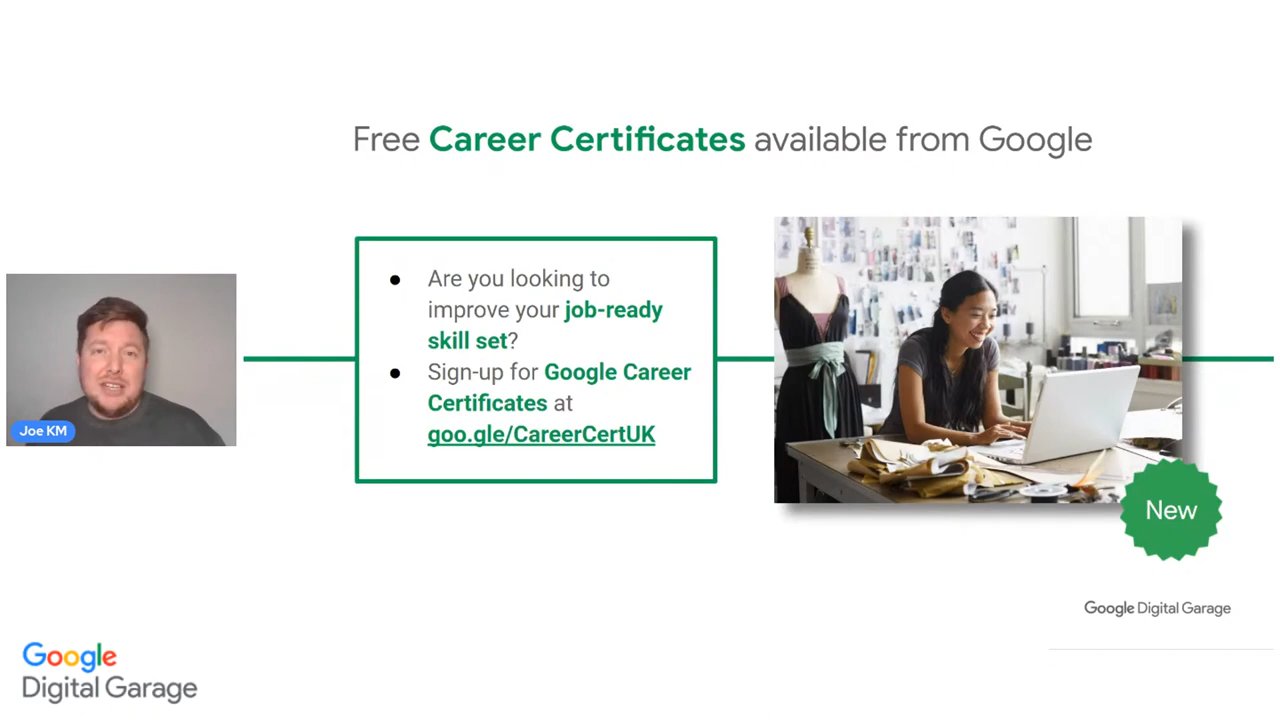 Free Career Certificates available from Google
Joe KM
● Are you looking to
improve your job-ready
skill set?
● Sign-up for Google Career
Certificates at
goo.gle/CareerCertUK
New
Google Digital Garage
Google
Digital Garage